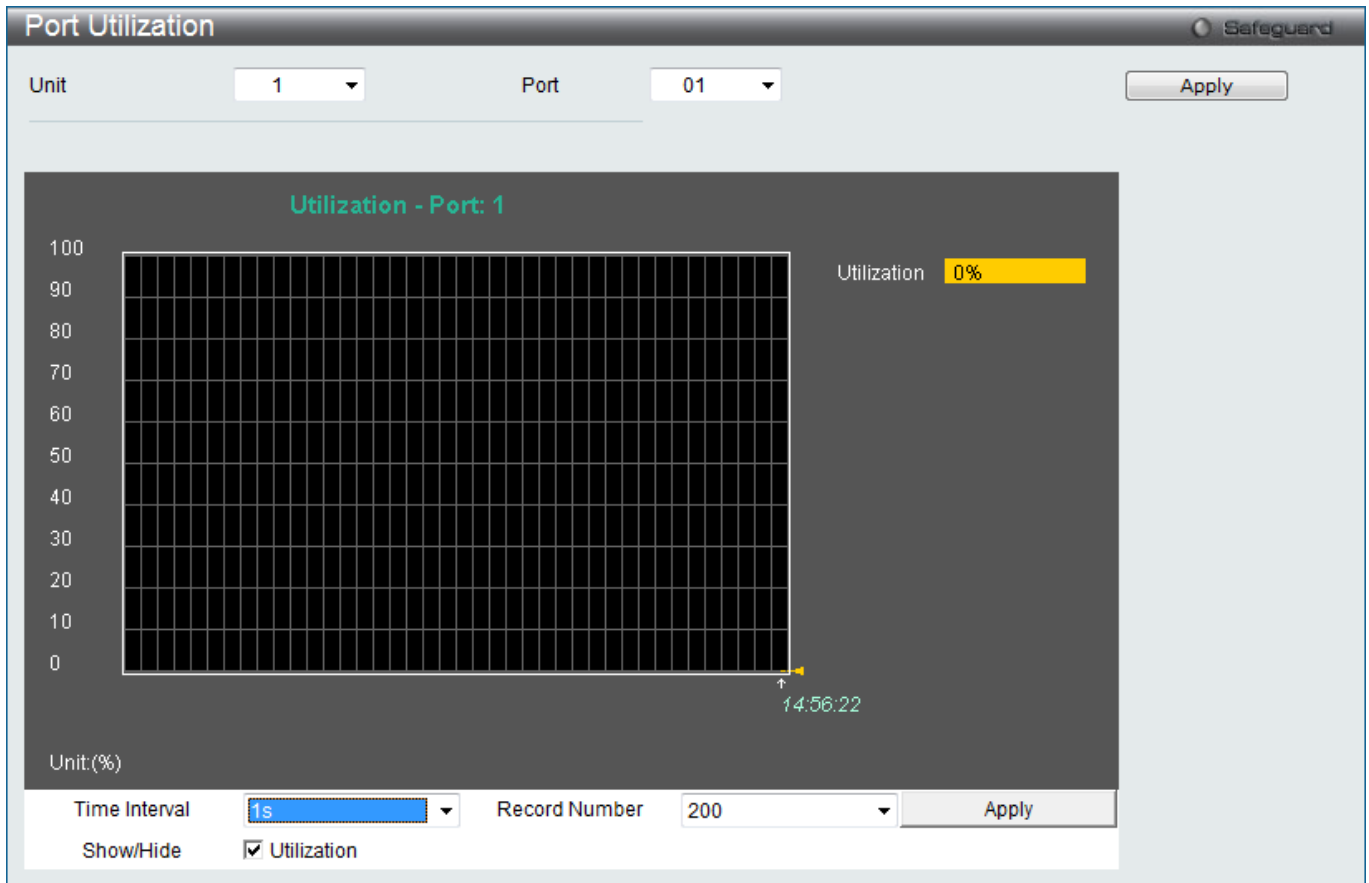 Port Utilization
Safeguard
Unit 1 Port 01 Apply
Utilization - Port: 1
100
90
80
70
60
50
40
30
20
10
0
Utilization 0%
14:56:22
Unit:(%)
Time Interval 1s Record Number 200 Apply
Show/Hide Utilization